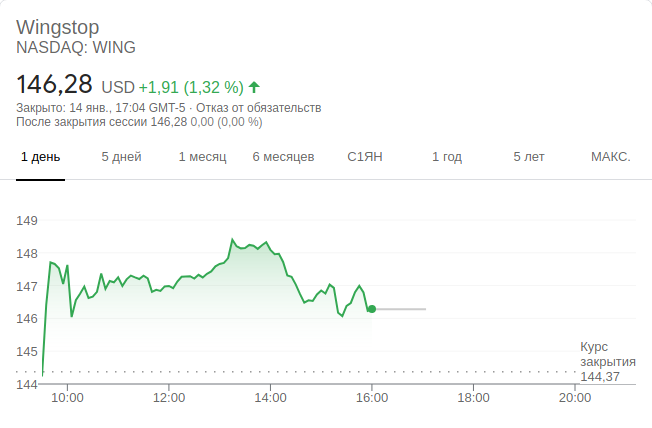 Wingstop
NASDAQ: WING
146,28 USD +1,91 (1,32 %)
Закрыто: 14 янв., 17:04 GMT-5 · Отказ от обязательств
После закрытия сессии 146,28 0,00 (0,00 %)
1 день 5 дней 1 месяц 6 месяцев С1ЯН 1 год 5 лет МАКС.
149
148
147
146
145
144
Курс
закрытия
144,37
10:00 12:00 14:00 16:00 18:00 20:00